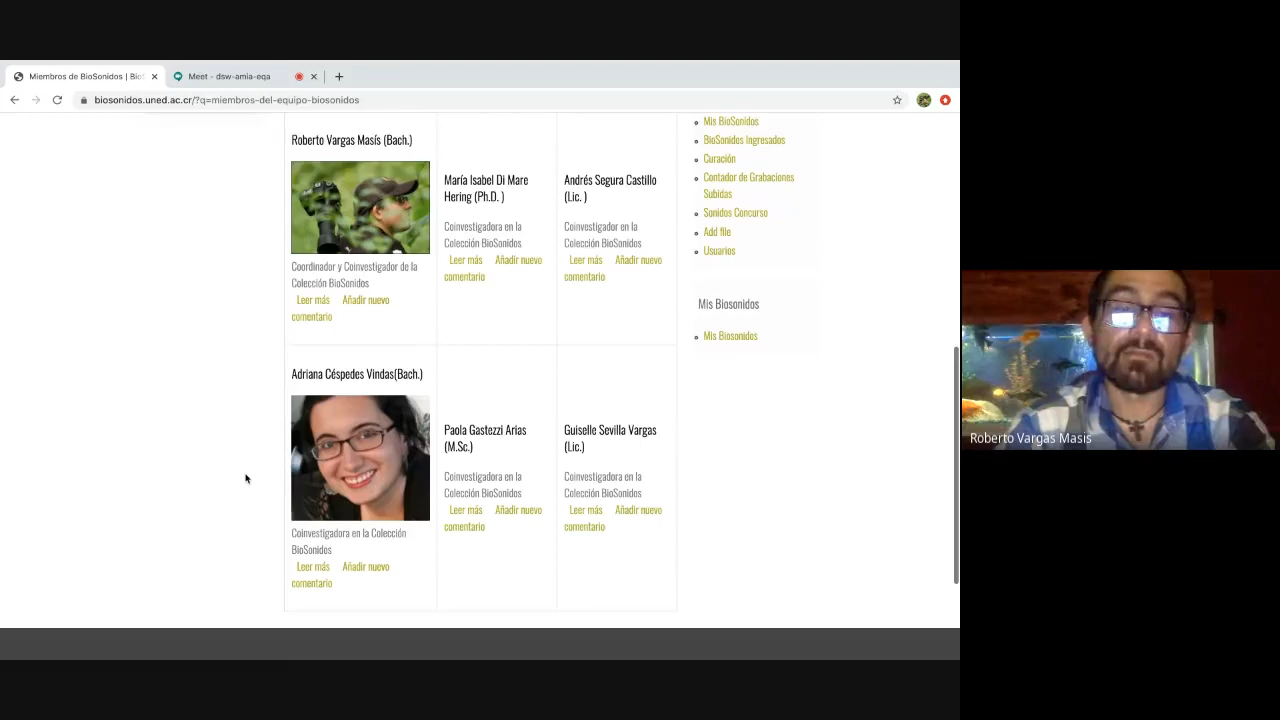 Miembros de BioSonidos | Bio
Meet - dsw-amia-eqa
biosonidos.uned.ac.cr/?q=miembros-del-equipo-biosonidos
Roberto Vargas Masís (Bach.)
Coordinador y Coinvestigador de la
Colección BioSonidos
Leer más Añadir nuevo
comentario
María Isabel Di Mare
Hering (Ph.D. )
Coinvestigadora en la
Colección BioSonidos
Leer más Añadir nuevo
comentario
Andrés Segura Castillo
(Lic. )
Coinvestigador en la
Colección BioSonidos
Leer más Añadir nuevo
comentario
Adriana Céspedes Vindas(Bach.)
Coinvestigadora en la Colección
BioSonidos
Leer más Añadir nuevo
comentario
Paola Gastezzi Arias
(M.Sc.)
Coinvestigadora en la
Colección BioSonidos
Leer más Añadir nuevo
comentario
Guiselle Sevilla Vargas
(Lic.)
Coinvestigadora en la
Colección BioSonidos
Leer más Añadir nuevo
comentario
Mis BioSonidos
BioSonidos Ingresados
Curación
Contador de Grabaciones
Subidas
Sonidos Concurso
Add file
Usuarios
Mis Biosonidos
Mis Biosonidos
Roberto Vargas Masis